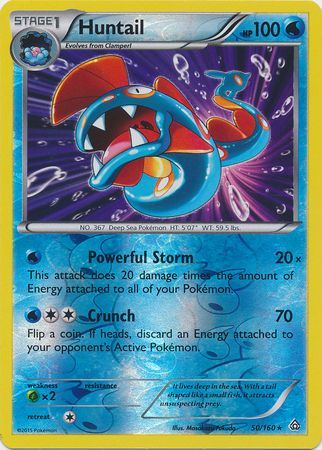 STAGE1
Huntail
HP100
Evolves from Clamperl
NO. 367 Deep Sea Pokémon HT: 5'07" WT: 59.5 lbs.
Powerful Storm 20×
This attack does 20 damage times the amount of
Energy attached to all of your Pokémon.
Crunch 70
Flip a coin. If heads, discard an Energy attached to
your opponent's Active Pokémon.
weakness resistance
×2
retreat
It lives deep in the sea. With a tail
shaped like a small fish, it attracts
unsuspecting prey.
©2015 Pokémon
Illus. Masakazu Fukuda
50/160★